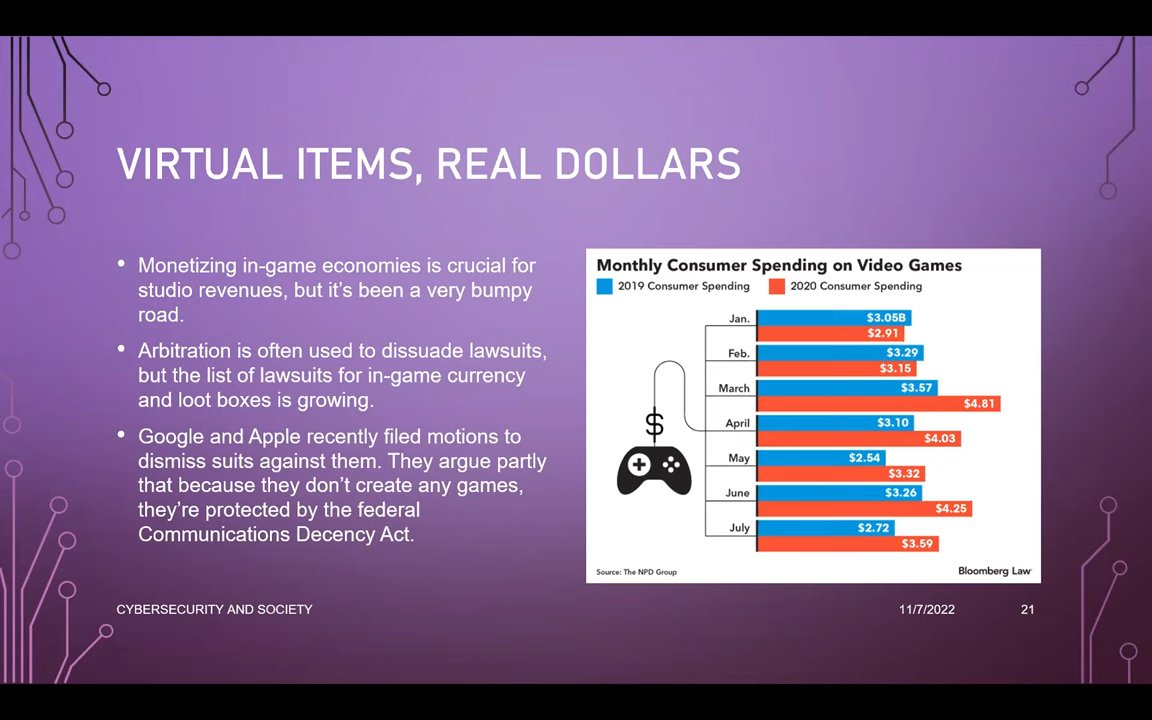 VIRTUAL ITEMS, REAL DOLLARS
• Monetizing in-game economies is crucial for
studio revenues, but it’s been a very bumpy
road.
• Arbitration is often used to dissuade lawsuits,
but the list of lawsuits for in-game currency
and loot boxes is growing.
• Google and Apple recently filed motions to
dismiss suits against them. They argue partly
that because they don’t create any games,
they’re protected by the federal
Communications Decency Act.
Monthly Consumer Spending on Video Games
2019 Consumer Spending 2020 Consumer Spending
Jan. $3.05B
$2.91
Feb. $3.29
$3.15
March $3.57
$4.81
$
April $3.10
$4.03
May $2.54
$3.32
June $3.26
$4.25
July $2.72
$3.59
Source: The NPD Group Bloomberg Law
CYBERSECURITY AND SOCIETY 11/7/2022 21